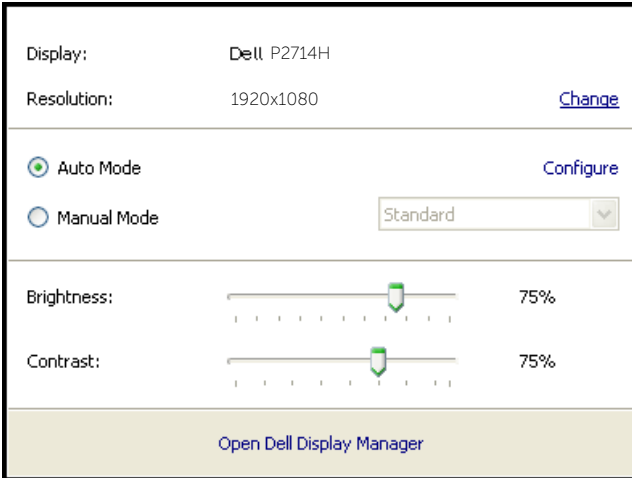 Display: Dell P2714H
Resolution: 1920x1080 Change
Auto Mode Configure
Manual Mode Standard
Brightness: 75%
Contrast: 75%
Open Dell Display Manager